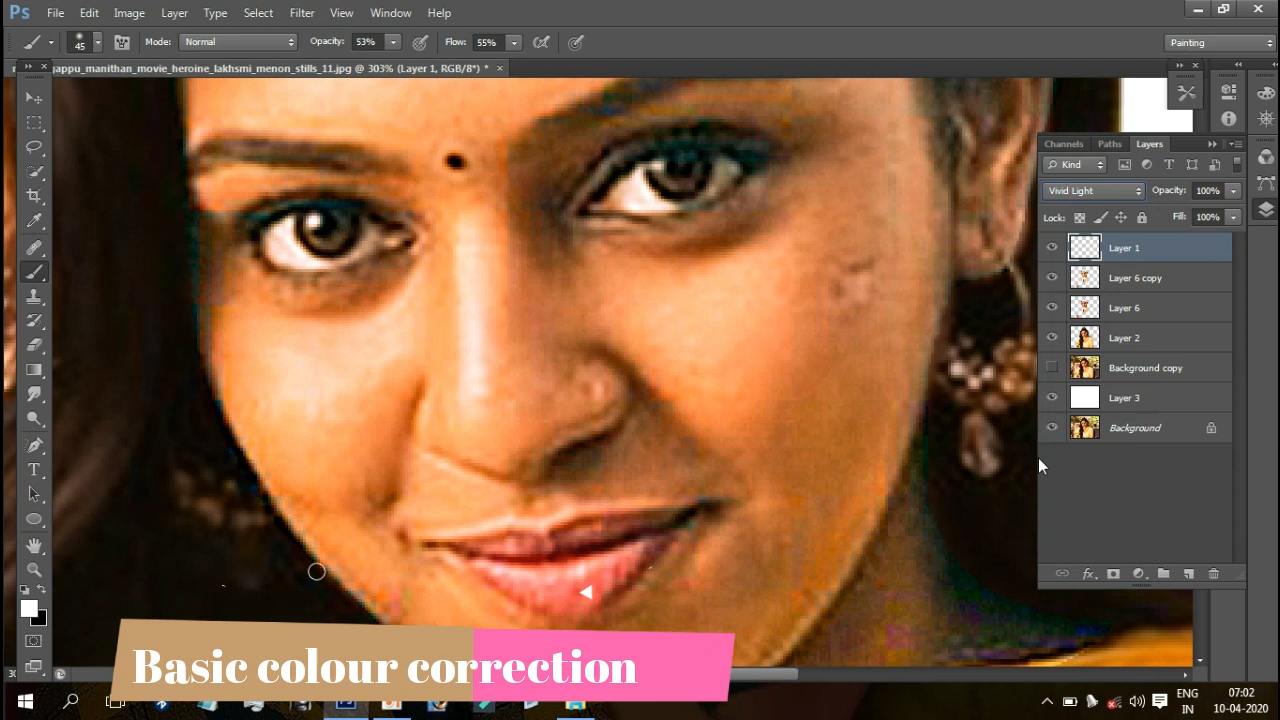 Ps File Edit Image Layer Type Select Filter View Window Help
45 Mode: Normal Opacity: 53% Flow: 55% Painting
gappu_manithan_movie_heroine_lakhsmi_menon_stills_11.jpg @ 303% (Layer 1, RGB/8*) * ×
Channels Paths Layers
Kind
Vivid Light Opacity: 100%
Lock: Fill: 100%
Layer 1
Layer 6 copy
Layer 6
Layer 2
Background copy
Layer 3
Background
fx
Basic colour correction
ENG 07:02
IN 10-04-2020